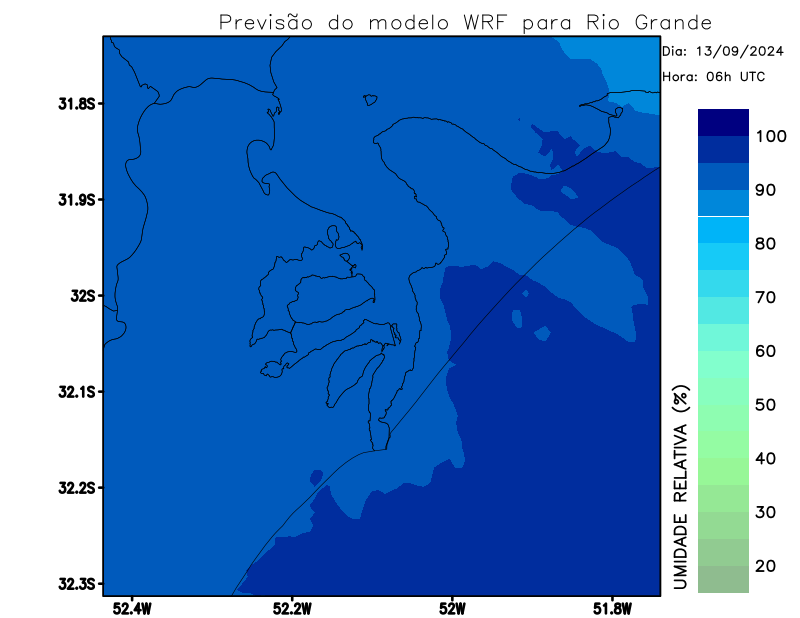 Previsão do modelo WRF para Rio Grande
Dia: 13/09/2024
Hora: 06h UTC
31.8S
31.9S
32S
32.1S
32.2S
32.3S
52.4W
52.2W
52W
51.8W
UMIDADE RELATIVA (%)
100
90
80
70
60
50
40
30
20